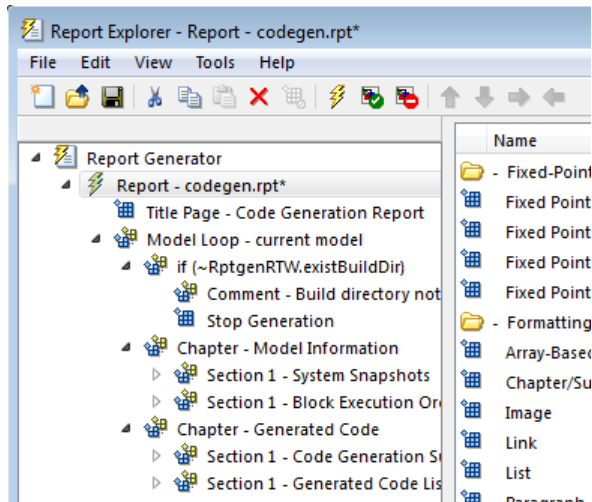 Report Explorer - Report - codegen.rpt*
File Edit View Tools Help
Report Generator
Report - codegen.rpt*
Title Page - Code Generation Report
Model Loop - current model
if (~RptgenRTW.existBuildDir)
Comment - Build directory not
Stop Generation
Chapter - Model Information
Section 1 - System Snapshots
Section 1 - Block Execution Or
Chapter - Generated Code
Section 1 - Code Generation S
Section 1 - Generated Code Lis
Name
- Fixed-Point
Fixed Point
Fixed Point
Fixed Point
Fixed Point
- Formatting
Array-Based
Chapter/Su
Image
Link
List
Paragraph